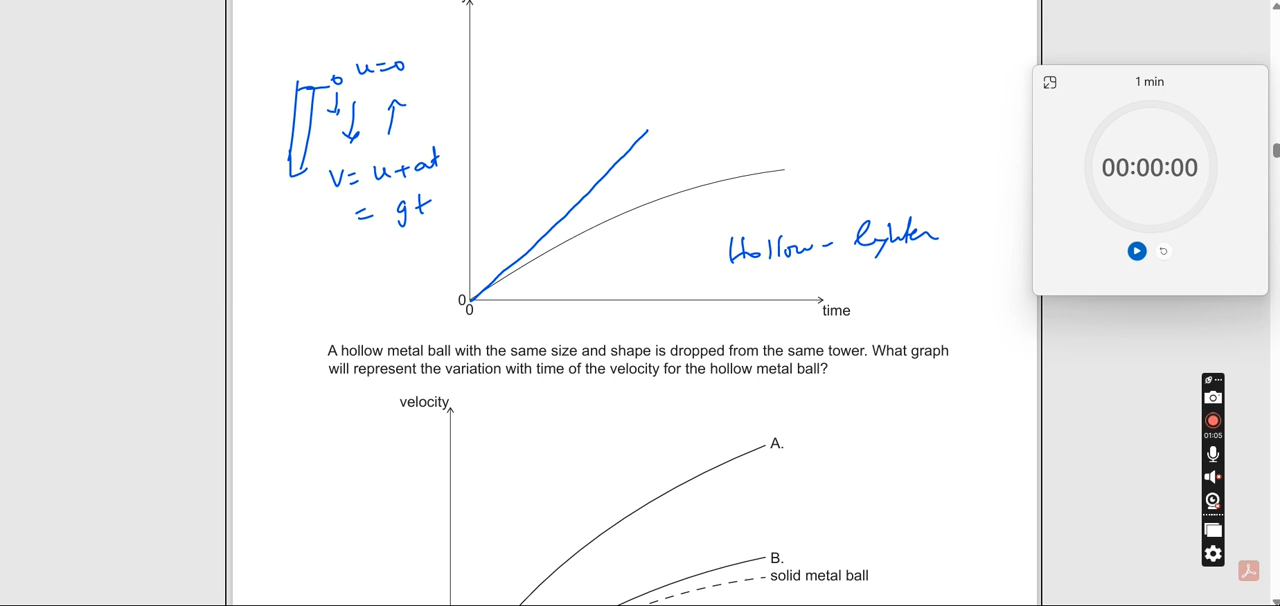 u=0
v= u+at
= gt
Hollow - lighter
0
0
time
A hollow metal ball with the same size and shape is dropped from the same tower. What graph
will represent the variation with time of the velocity for the hollow metal ball?
velocity
A.
B.
solid metal ball
1 min
00:00:00
01:05